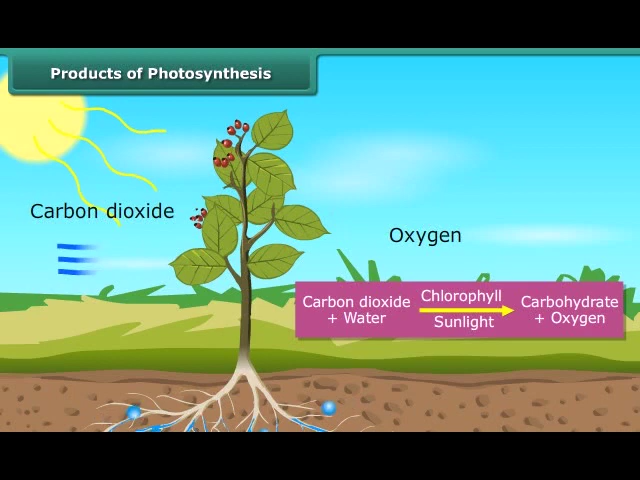 Products of Photosynthesis
Carbon dioxide
Oxygen
Carbon dioxide
+ Water
Chlorophyll
Sunlight
Carbohydrate
+ Oxygen